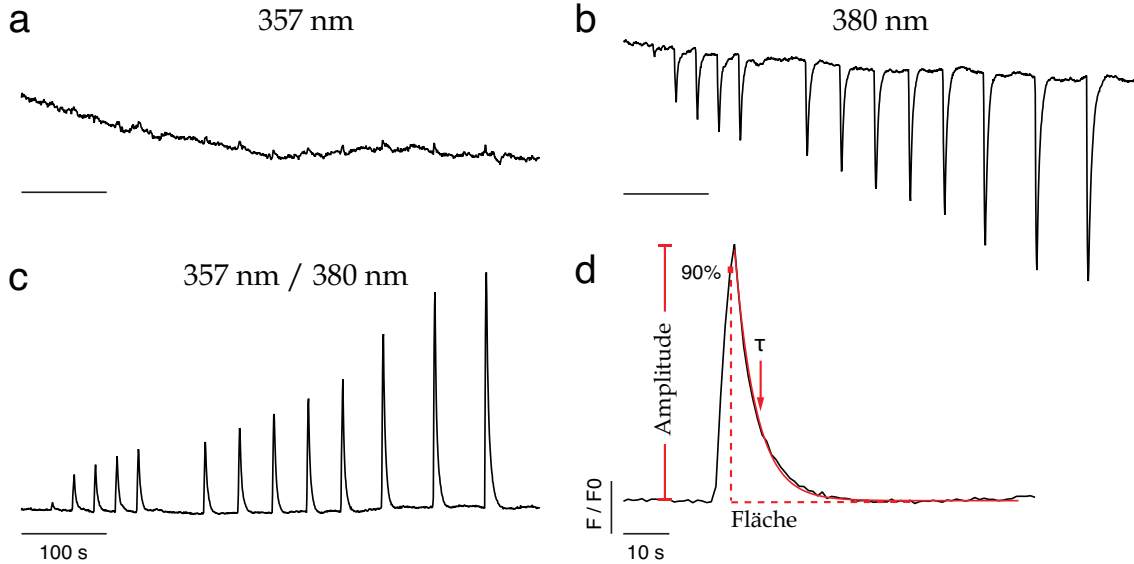 a
357 nm
b
380 nm
c
357 nm / 380 nm
100 s
d
90%
τ
Amplitude
Fläche
F / F0
10 s